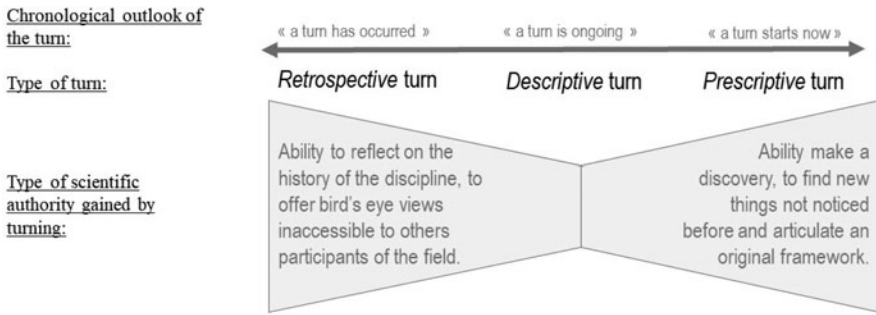 Chronological outlook of
the turn:
« a turn has occurred »
« a turn is ongoing »
« a turn starts now »
Type of turn:
Retrospective turn
Descriptive turn
Prescriptive turn
Type of scientific
authority gained by
turning:
Ability to reflect on the
history of the discipline, to
offer bird's eye views
inaccessible to others
participants of the field.
Ability make a
discovery, to find new
things not noticed
before and articulate an
original framework.